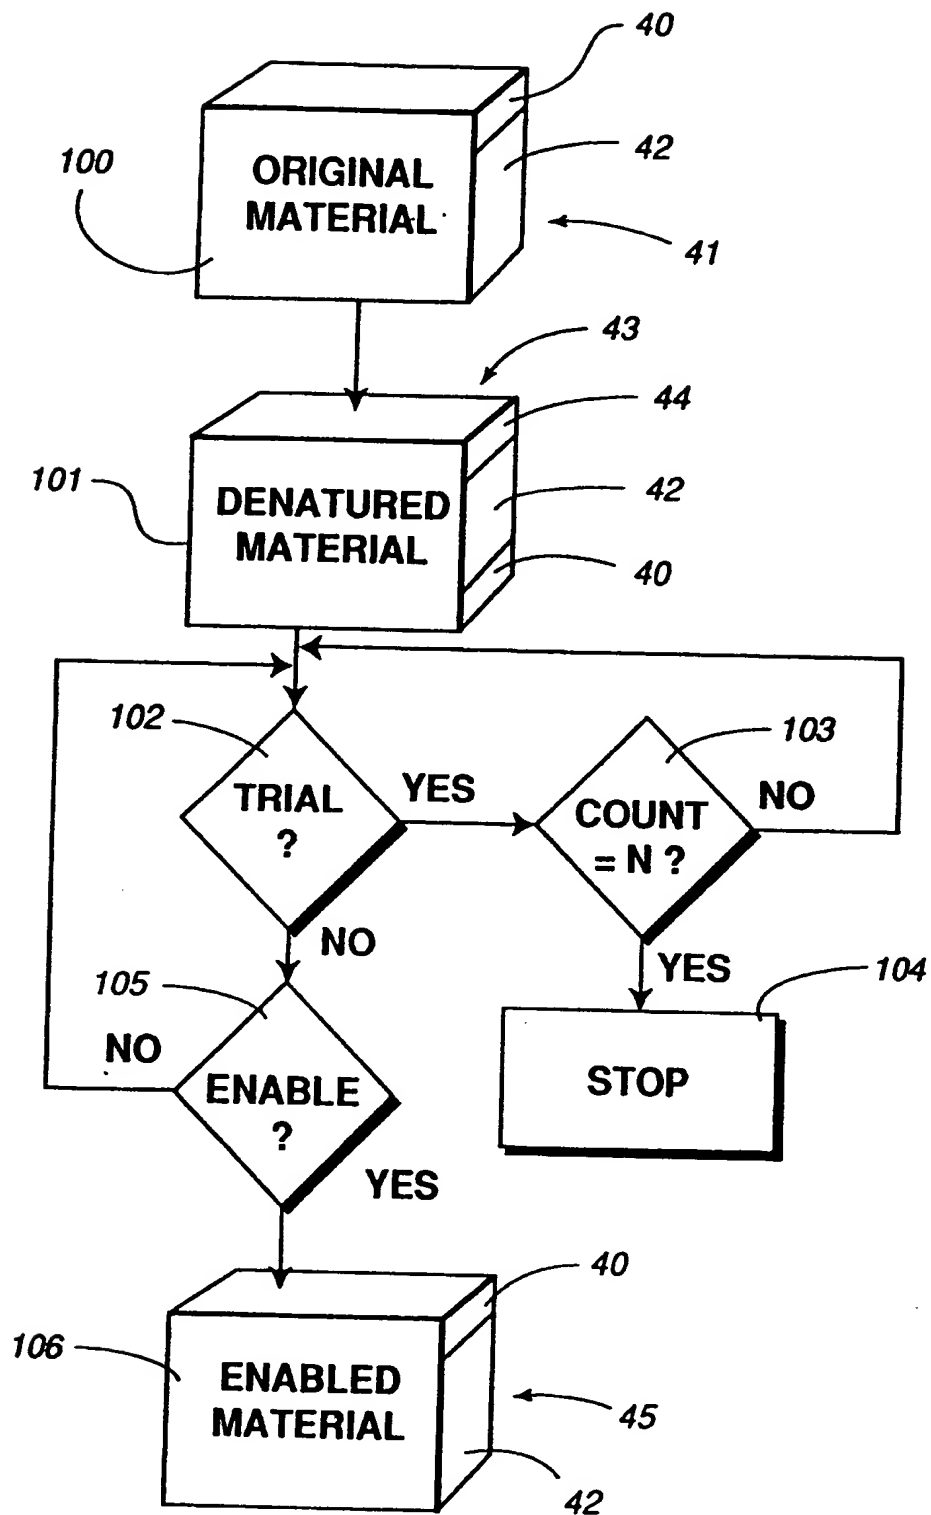 40
ORIGINAL
MATERIAL
42
100
41
43
44
DENATURED
MATERIAL
101
42
40
102
TRIAL
?
YES
103
COUNT
= N ?
NO
NO
YES
105
104
NO
ENABLE
?
STOP
YES
40
106
ENABLED
MATERIAL
45
42